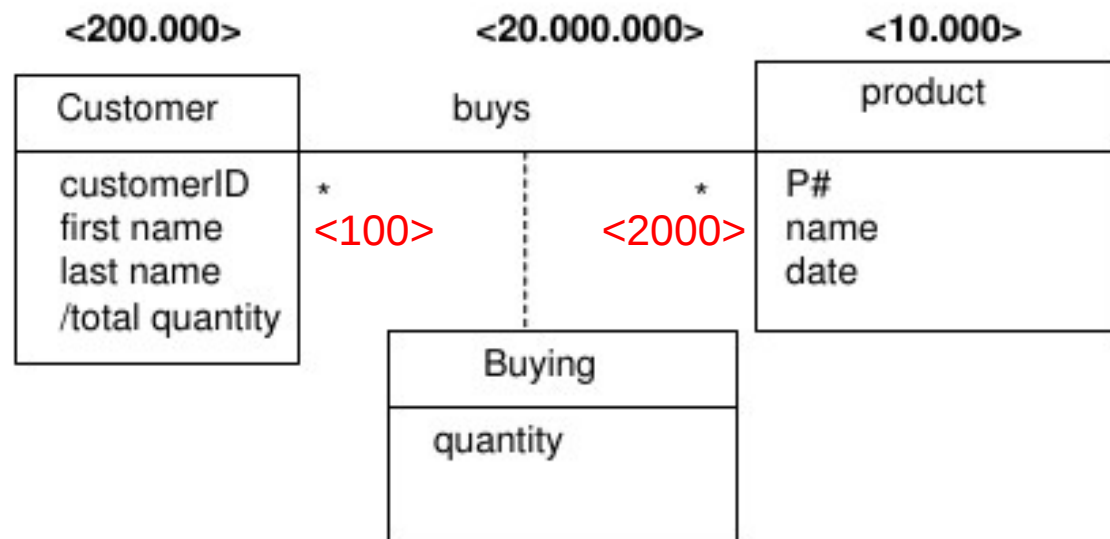 <200.000> <20.000.000> <10.000>
Customer buys product
customerID * * P#
first name <100> <2000> name
last name date
/total quantity
Buying
quantity